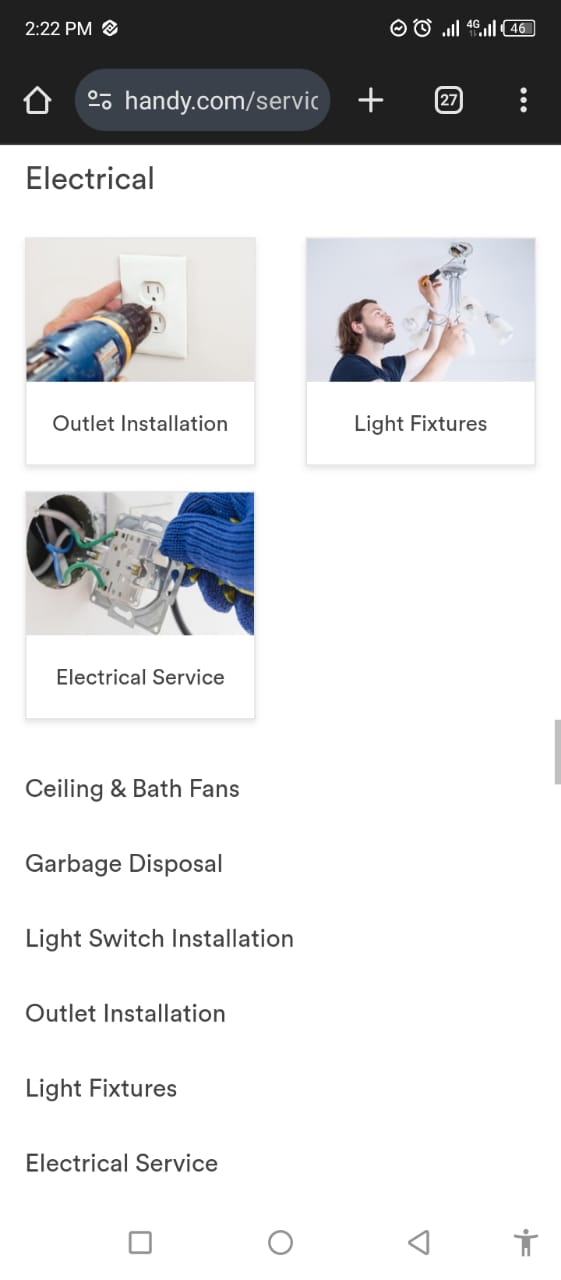 2:22 PM
4G
46
handy.com/servic
27
Electrical
Outlet Installation
Light Fixtures
Electrical Service
Ceiling & Bath Fans
Garbage Disposal
Light Switch Installation
Outlet Installation
Light Fixtures
Electrical Service